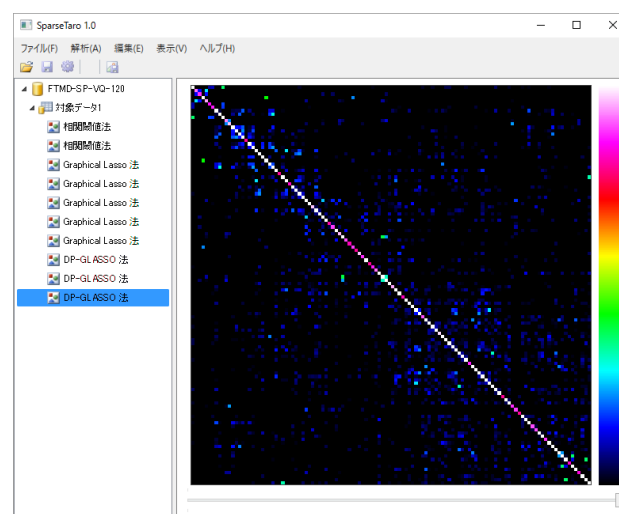 SparseTaro 1.0
ファイル(F) 解析(A) 編集(E) 表示(V) ヘルプ(H)
FTMD-SP-VQ-120
対象データ1
相関閾値法
相関閾値法
Graphical Lasso 法
Graphical Lasso 法
Graphical Lasso 法
Graphical Lasso 法
Graphical Lasso 法
DP-GLASSO 法
DP-GLASSO 法
DP-GLASSO 法